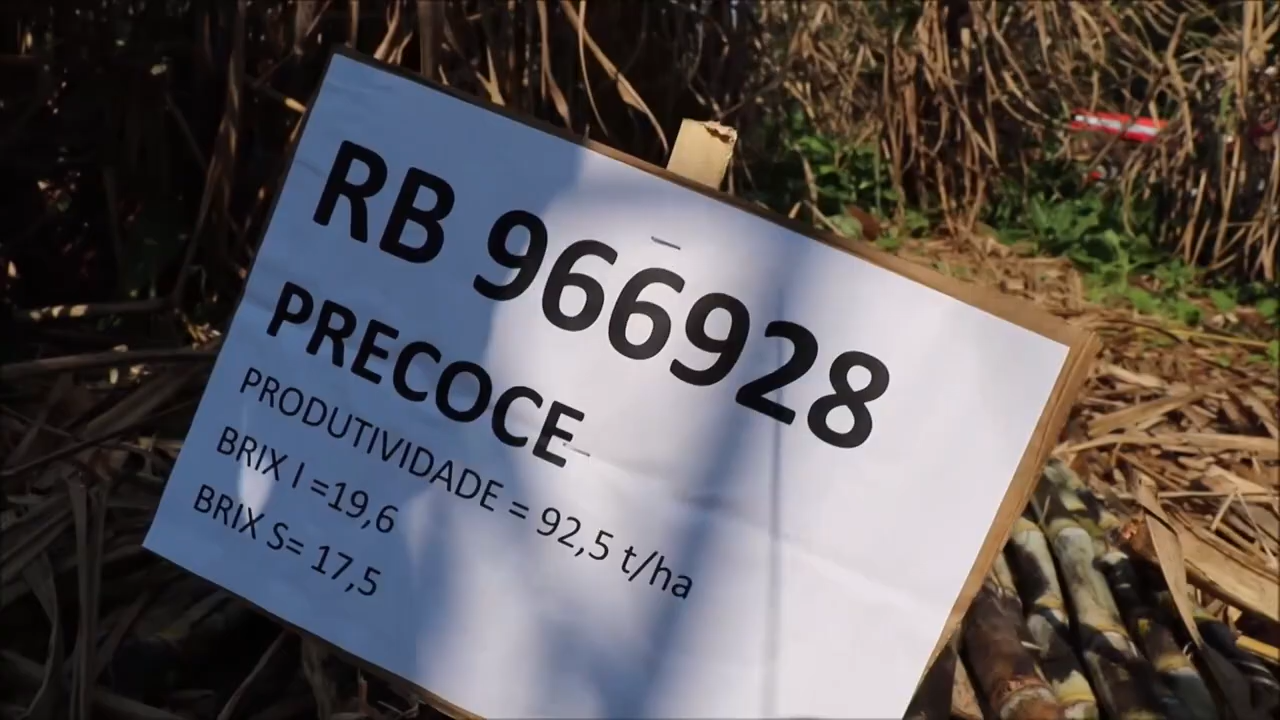 RB 966928
PRECOCE
PRODUTIVIDADE = 92,5 t/ha
BRIX I =19,6
BRIX S= 17,5